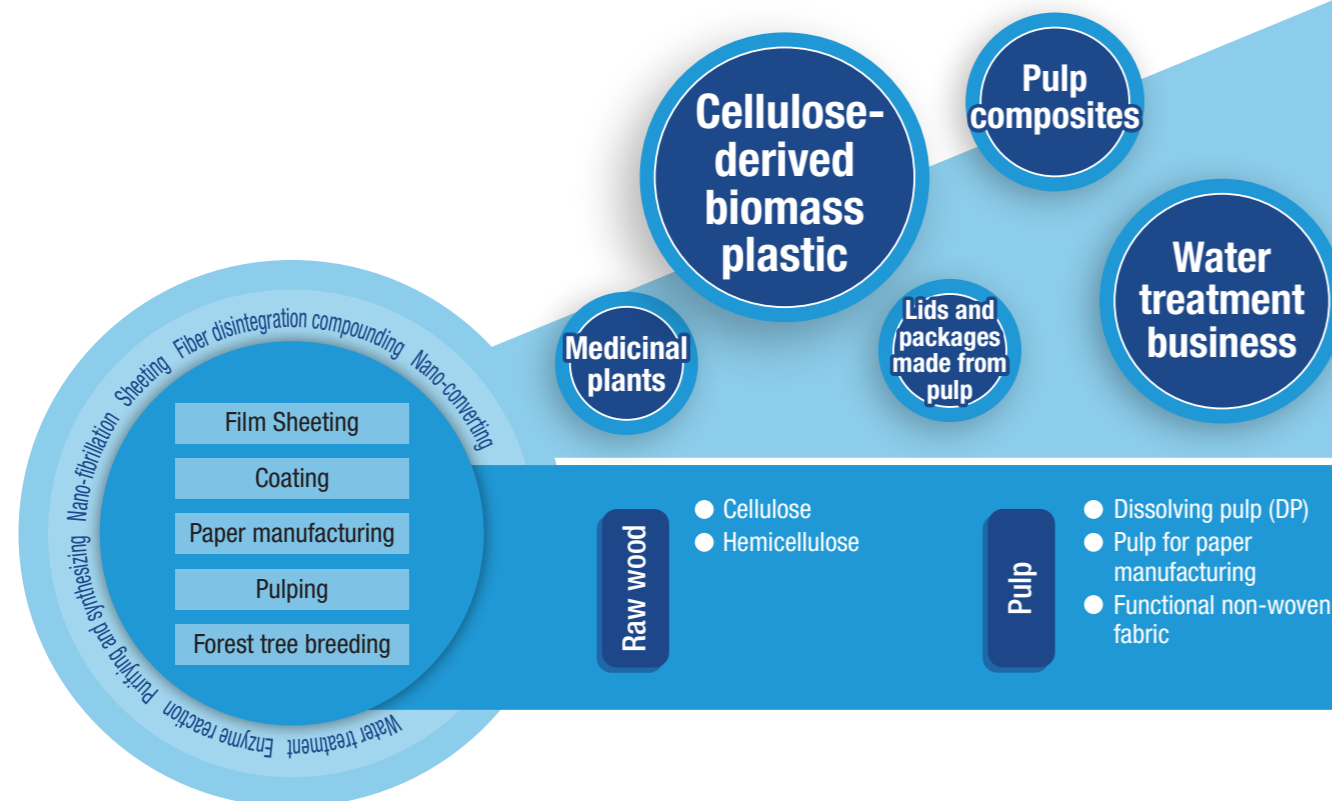 Cellulose-
derived
biomass
plastic
Pulp
composites
Water
treatment
business
Medicinal
plants
Lids and
packages
made from
pulp
Water treatment Enzyme reaction Purifying and synthesizing Nano-fibrillation Sheeting Fiber disintegration compounding Nano-converting
Film Sheeting
Coating
Paper manufacturing
Pulping
Forest tree breeding
Raw wood
● Cellulose
● Hemicellulose
Pulp
● Dissolving pulp (DP)
● Pulp for paper
manufacturing
● Functional non-woven
fabric